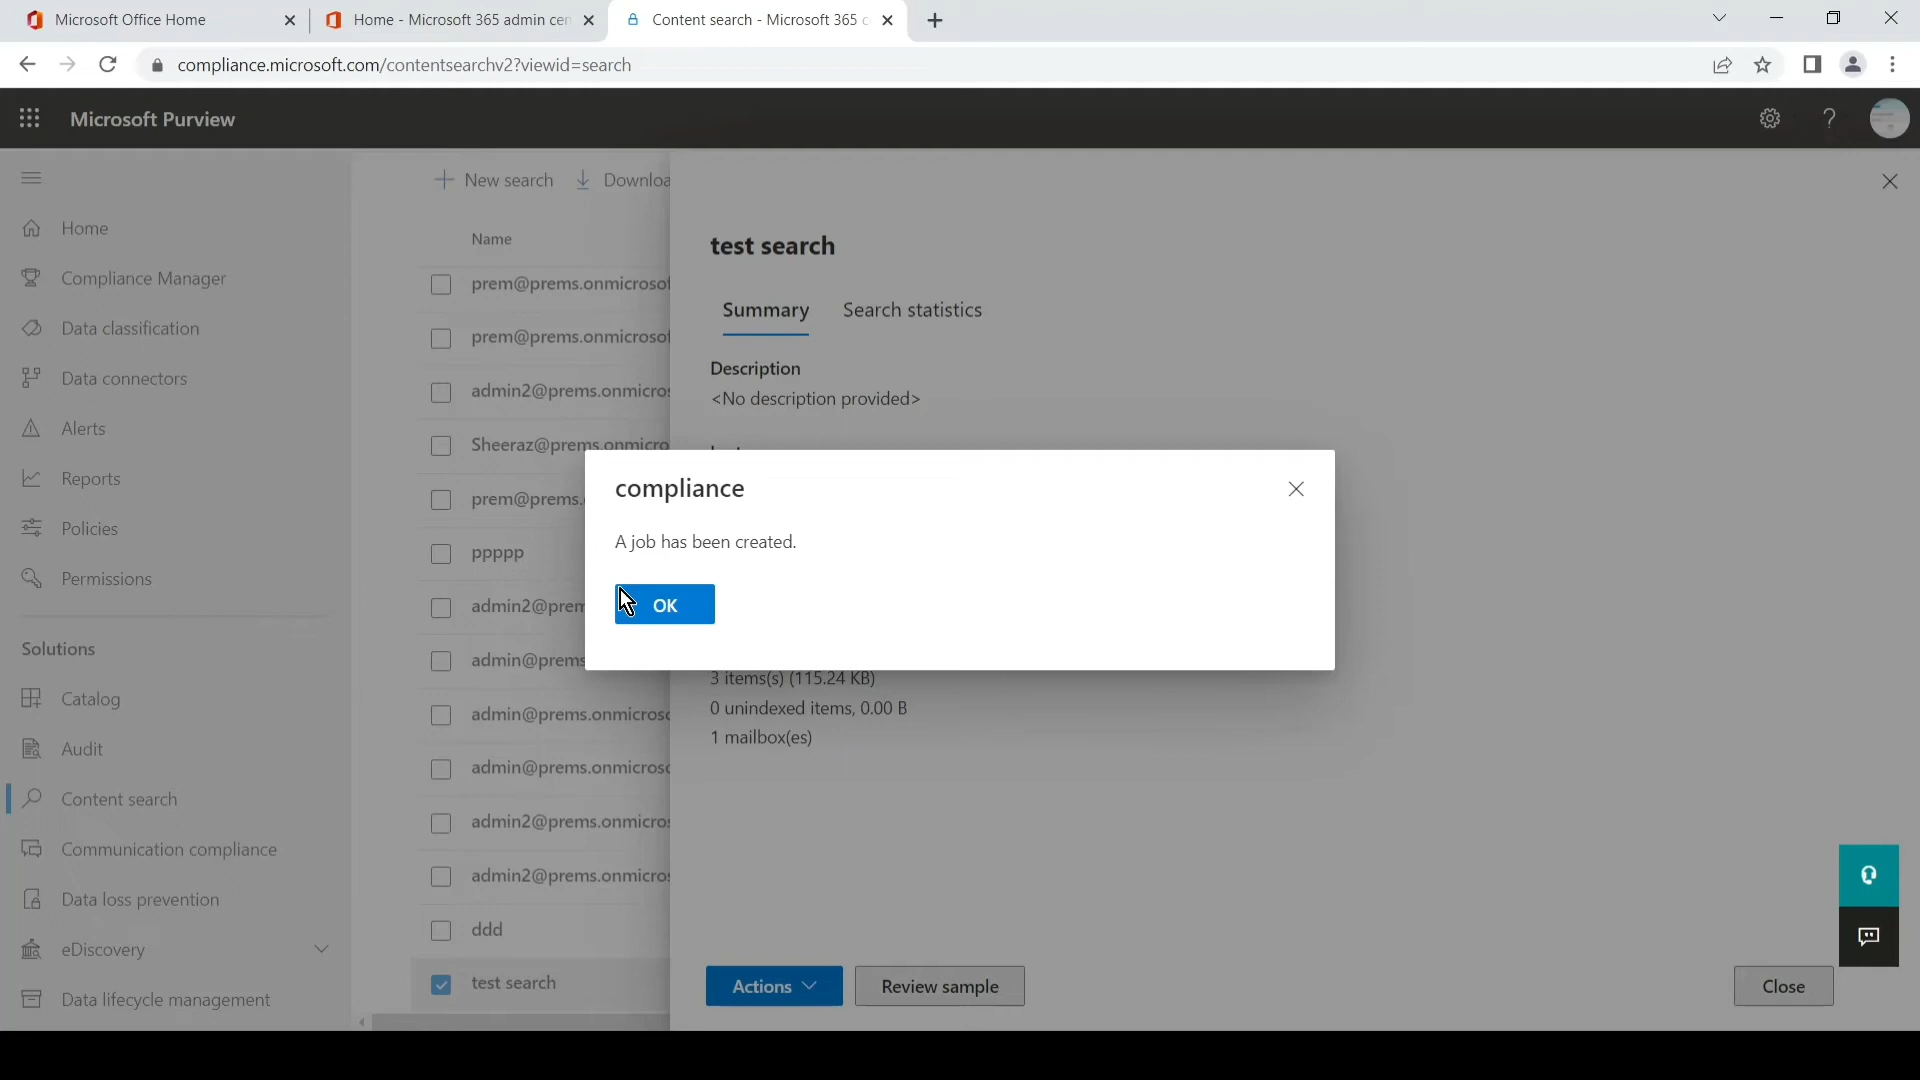 Microsoft Office Home
Home - Microsoft 365 admin cen
Content search - Microsoft 365 c
compliance.microsoft.com/contentsearchv2?viewid=search
Microsoft Purview
New search
Downloa
Home
Compliance Manager
Data classification
Data connectors
Alerts
Reports
Policies
Permissions
Solutions
Catalog
Audit
Content search
Communication compliance
Data loss prevention
eDiscovery
Data lifecycle management
Name
prem@prems.onmicrosof
prem@prems.onmicrosof
admin2@prems.onmicros
Sheeraz@prems.onmicro
prem@prems.
ppppp
admin2@prem
admin@prems
admin@prems.onmicroso
admin@prems.onmicroso
admin2@prems.onmicros
admin2@prems.onmicros
ddd
test search
test search
Summary
Search statistics
Description
<No description provided>
compliance
A job has been created.
OK
3 items(s) (115.24 KB)
0 unindexed items, 0.00 B
1 mailbox(es)
Actions
Review sample
Close